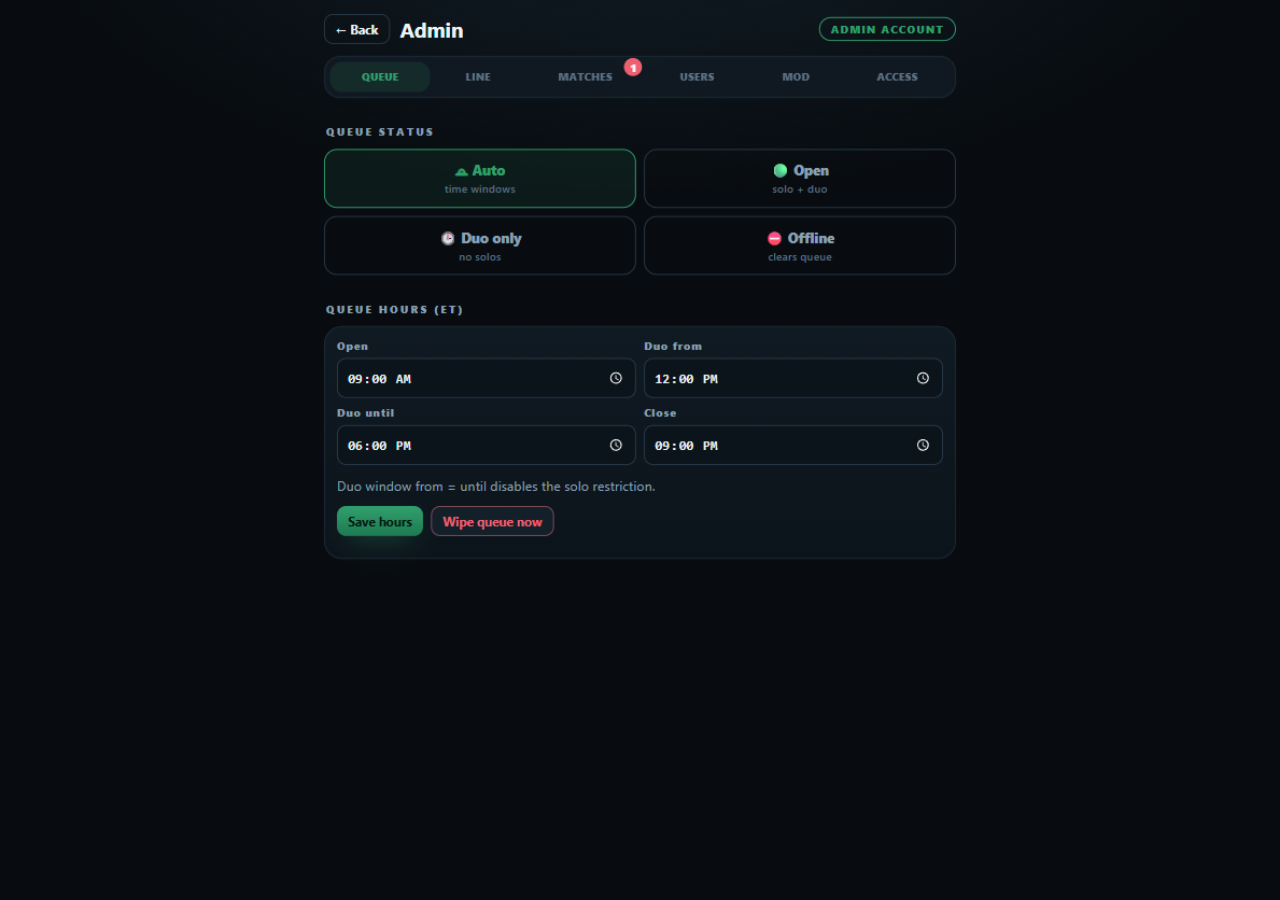 ← Back Admin ADMIN ACCOUNT
QUEUE LINE MATCHES 1 USERS MOD ACCESS
QUEUE STATUS
Auto Open
time windows solo + duo
Duo only Offline
no solos clears queue
QUEUE HOURS (ET)
Open Duo from
09:00 AM 12:00 PM
Duo until Close
06:00 PM 09:00 PM
Duo window from = until disables the solo restriction.
Save hours Wipe queue now